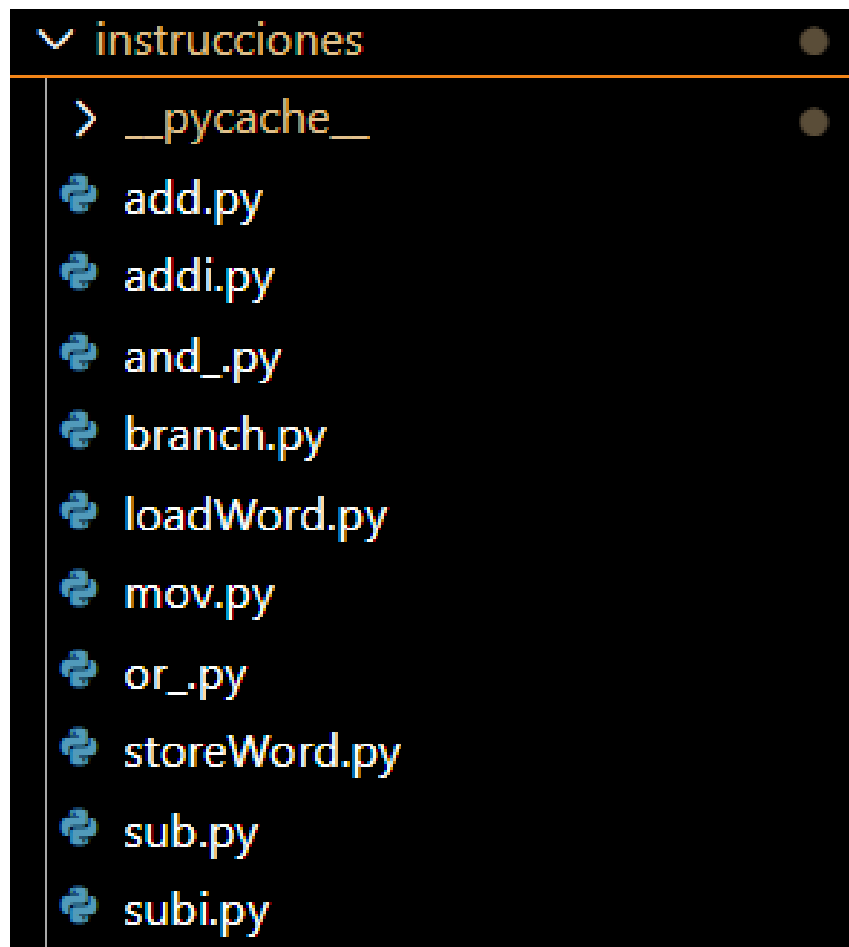 instrucciones
__pycache__
add.py
addi.py
and_.py
branch.py
loadWord.py
mov.py
or_.py
storeWord.py
sub.py
subi.py